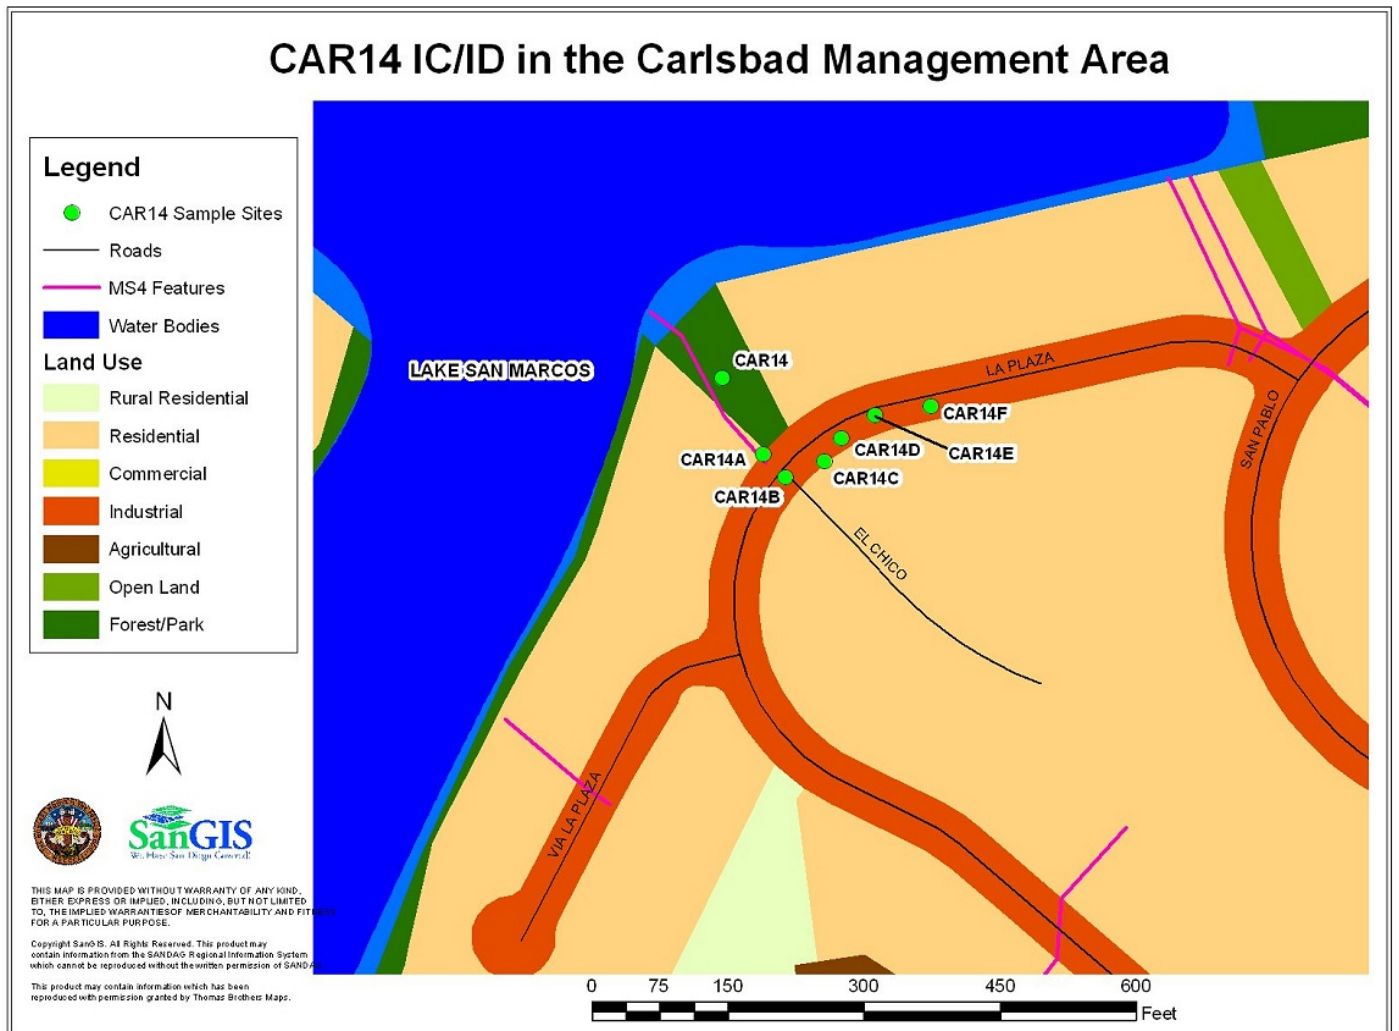 CAR14 IC/ID in the Carlsbad Management Area
Legend
CAR14 Sample Sites
Roads
MS4 Features
Water Bodies
Land Use
Rural Residential
Residential
Commercial
Industrial
Agricultural
Open Land
Forest/Park
N
SanGIS
We Have San Diego Covered!
THIS MAP IS PROVIDED WITHOUT WARRANTY OF ANY KIND,
EITHER EXPRESS OR IMPLIED, INCLUDING, BUT NOT LIMITED
TO, THE IMPLIED WARRANTIESOF MERCHANTABILITY AND
FOR A PARTICULAR PURPOSE.
Copyright SanGIS. All Rights Reserved. This product may
contain information from the SANDAG Regional Information System
which cannot be reproduced without the written permission of
This product may contain information which has been
reproduced with permission granted by Thomas Brothers Maps.
LAKE SAN MARCOS
CAR14
LA PLAZA
CAR14F
CAR14E
CAR14D
CAR14A
CAR14C
CAR14B
SAN PABLO
EL CHICO
VIA LA PLAZA
0 75 150 300 450 600
Feet